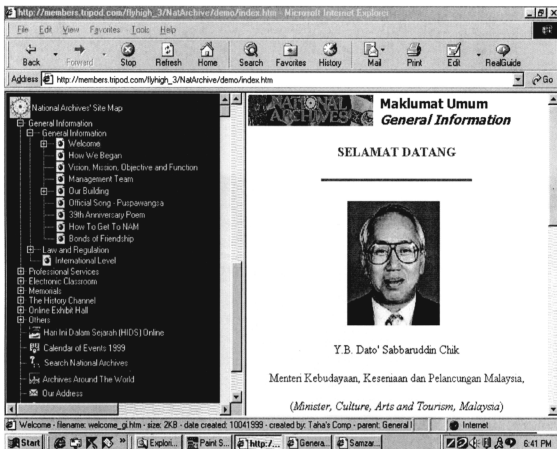 http://members.tripod.com/flyhigh_3/NatArchive/demo/index.htm - Microsoft Internet Explorer
File Edit View Favorites Tools Help
Back Forward Stop Refresh Home Search Favorites History Mail Print Edit RealGuide
Address http://members.tripod.com/flyhigh_3/NatArchive/demo/index.htm Go
National Archives' Site Map
General Information
General Information
Welcome
How We Began
Vision, Mission, Objective and Function
Management Team
Our Building
Official Song - Puspawangsa
39th Anniversary Poem
How To Get To NAM
Bonds of Friendship
Law and Regulation
International Level
Professional Services
Electronic Classroom
Memorials
The History Channel
Online Exhibit Hall
Others
Hari Ini Dalam Sejarah (HIDS) Online
Calendar of Events 1999
Search National Archives
Archives Around The World
Our Address
NATIONAL
ARCHIVES
Maklumat Umum
General Information
SELAMAT DATANG
Y.B. Dato' Sabbaruddin Chik
Menteri Kebudayaan, Keseniaan dan Pelancungan Malaysia,
(Minister, Culture, Arts and Tourism, Malaysia)
Welcome - filename: welcome_gi.htm - size: 2KB - date created: 10041999 - created by: Taha's Comp - parent: General I Internet
Start Explori... Paint S... http:/... Genera... Samzar... 6:41 PM